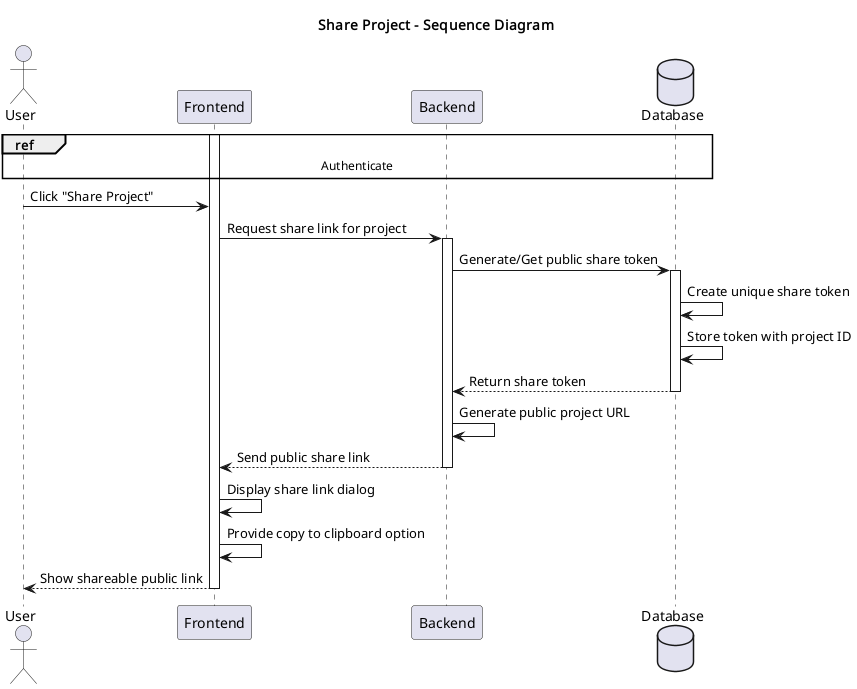 Share Project - Sequence Diagram
User
Frontend
Backend
Database
ref
Authenticate
Click "Share Project"
Request share link for project
Generate/Get public share token
Create unique share token
Store token with project ID
Return share token
Generate public project URL
Send public share link
Display share link dialog
Provide copy to clipboard option
Show shareable public link
User
Frontend
Backend
Database